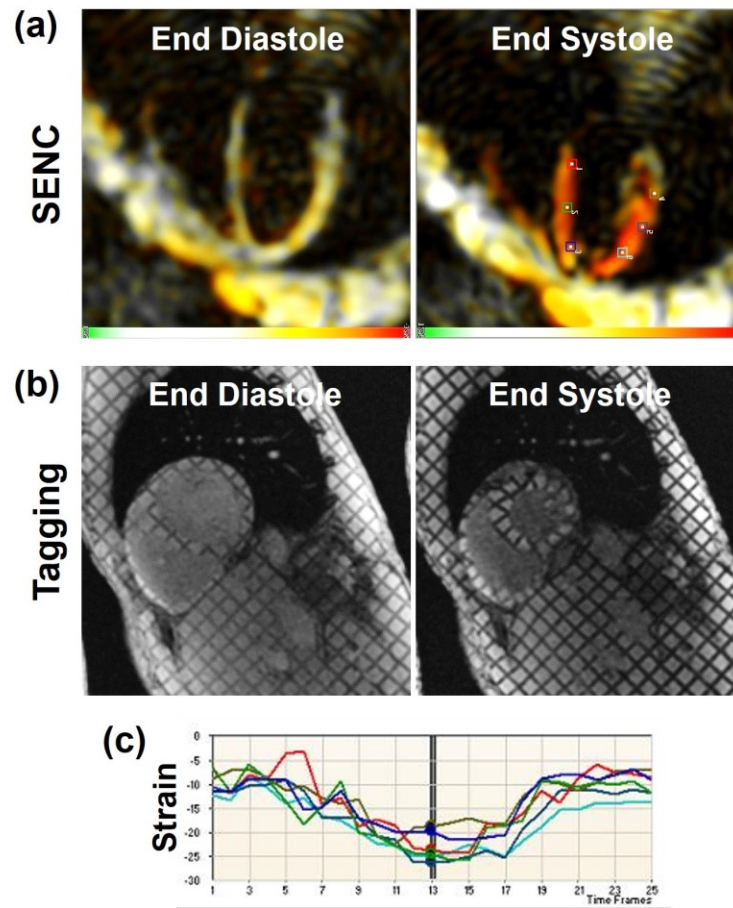 (a)
End Diastole
End Systole
SENC
(b)
End Diastole
End Systole
Tagging
(c)
Strain
0
-5
-10
-15
-20
-25
-30
1 3 5 7 9 11 13 15 17 19 21 23 25
Time Frames